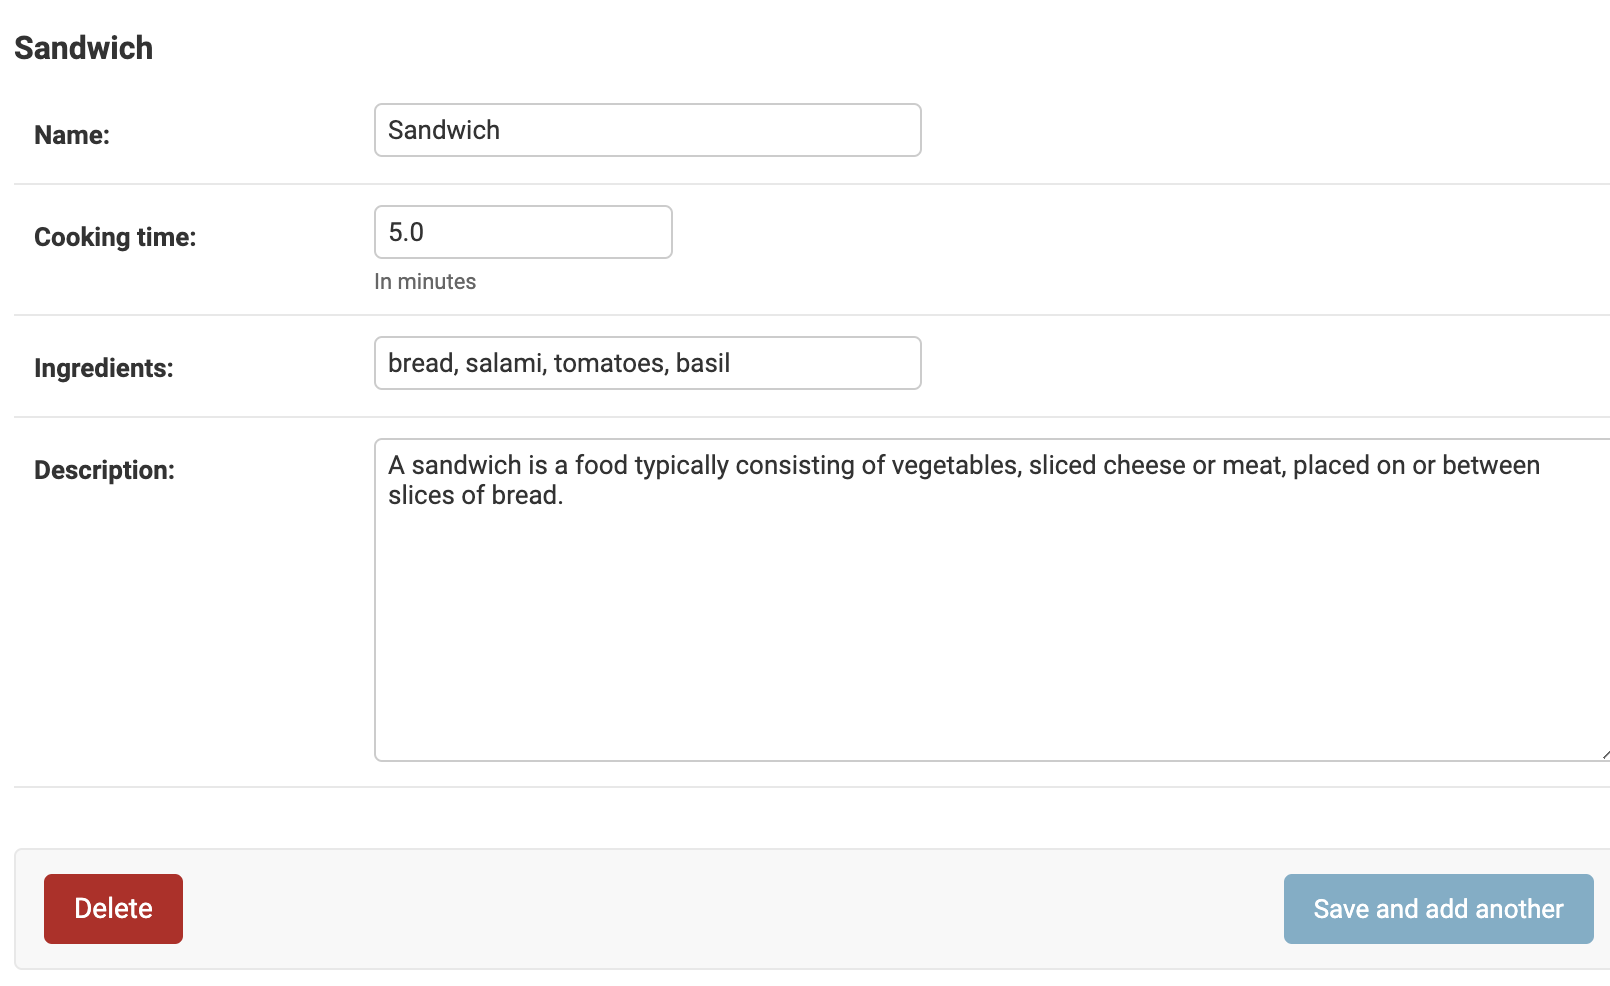 Sandwich
Name:
Sandwich
Cooking time:
5.0
In minutes
Ingredients:
bread, salami, tomatoes, basil
Description:
A sandwich is a food typically consisting of vegetables, sliced cheese or meat, placed on or between
slices of bread.
Delete
Save and add another